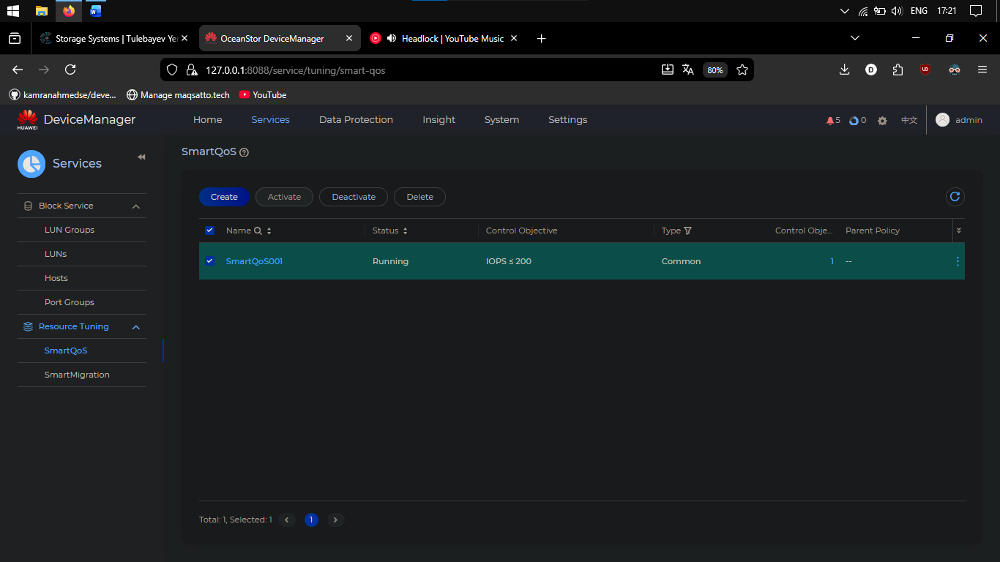 ENG 17:21
Storage Systems | Tulebayev Ye
OceanStor DeviceManager
Headlock | YouTube Music
127.0.0.1:8088/service/tuning/smart-qos
80%
kamranahmedse/deve...
Manage maqsatto.tech
YouTube
HUAWEI
DeviceManager
Home
Services
Data Protection
Insight
System
Settings
5
0
中文
admin
Services
SmartQoS
Block Service
LUN Groups
LUNs
Hosts
Port Groups
Resource Tuning
SmartQoS
SmartMigration
Create
Activate
Deactivate
Delete
Name
Status
Control Objective
Type
Control Obje...
Parent Policy
SmartQoS001
Running
IOPS ≤ 200
Common
1
--
Total: 1, Selected: 1
1